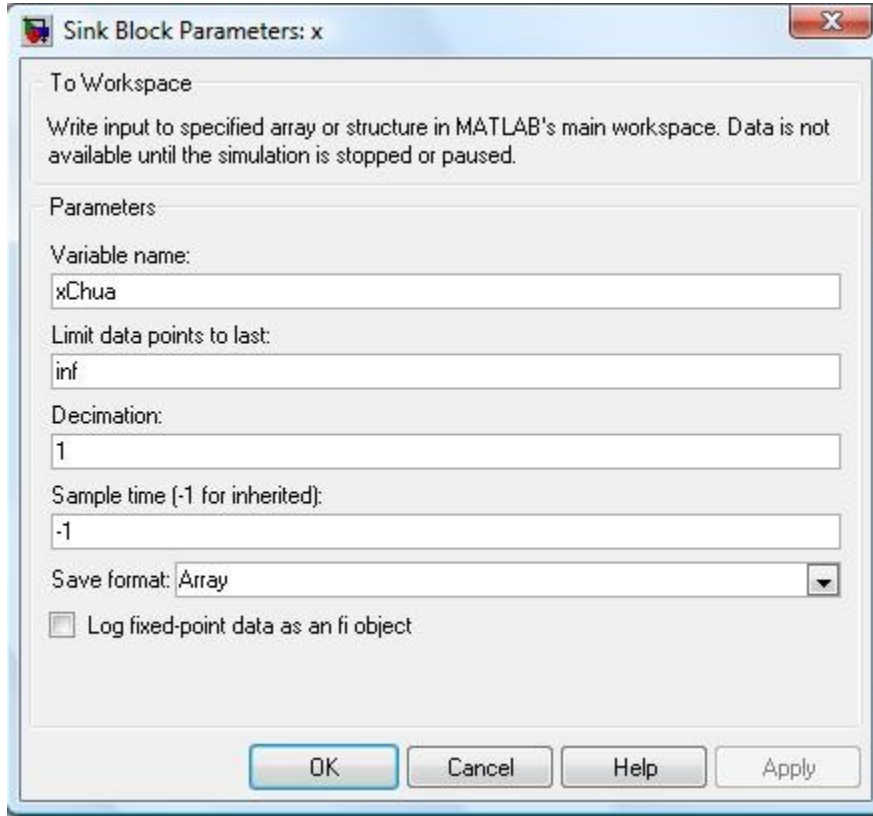 Sink Block Parameters: x
To Workspace
Write input to specified array or structure in MATLAB's main workspace. Data is not
available until the simulation is stopped or paused.
Parameters
Variable name:
xChua
Limit data points to last:
inf
Decimation:
1
Sample time (-1 for inherited):
-1
Save format: Array
Log fixed-point data as an fi object
OK Cancel Help Apply